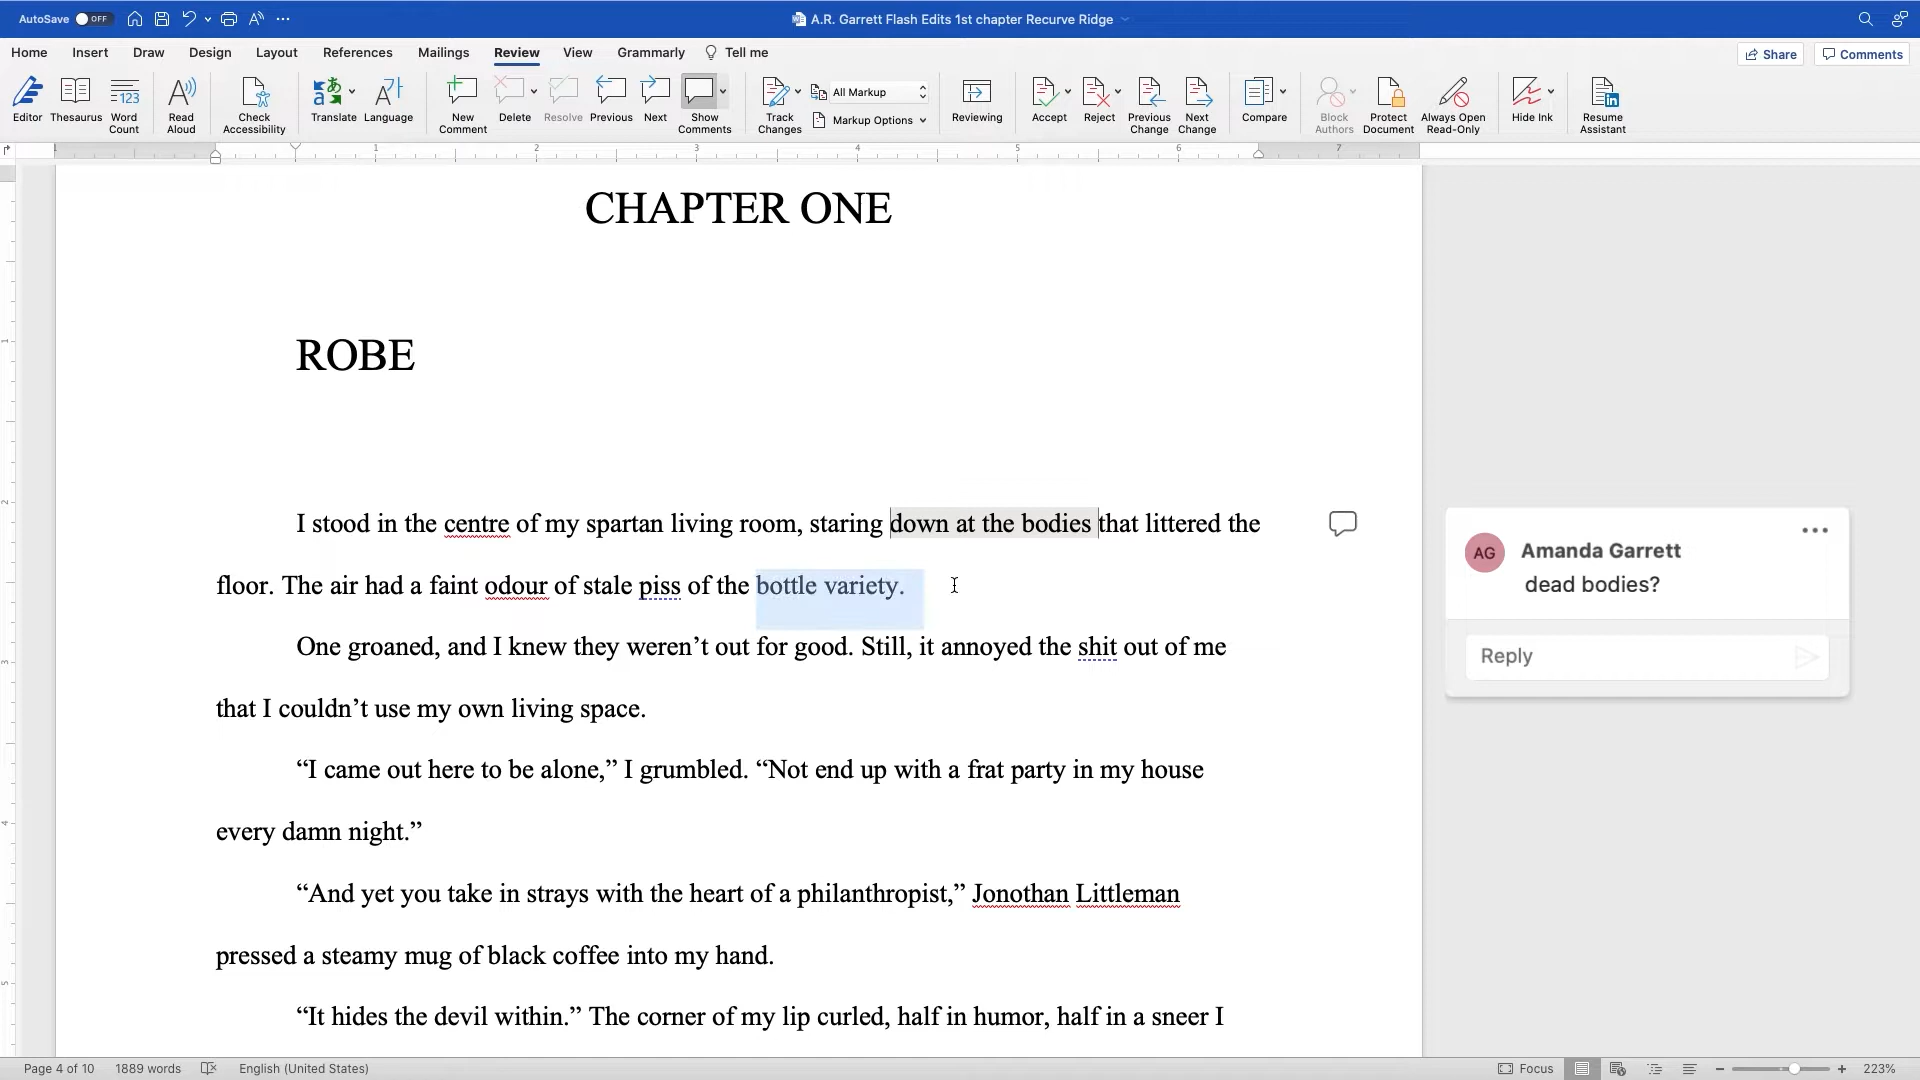 AutoSave OFF A.R. Garrett Flash Edits 1st chapter Recurve Ridge
Home Insert Draw Design Layout References Mailings Review View Grammarly Tell me Share Comments
Editor Thesaurus Word Count Read Aloud Check Accessibility Translate Language New Comment Delete Resolve Previous Next Show Comments Track Changes All Markup Markup Options Reviewing Accept Reject Previous Change Next Change Compare Block Authors Protect Document Always Open Read-Only Hide Ink Resume Assistant
1 1 2 3 4 5 6 7
CHAPTER ONE
ROBE
I stood in the centre of my spartan living room, staring down at the bodies that littered the
floor. The air had a faint odour of stale piss of the bottle variety.
One groaned, and I knew they weren’t out for good. Still, it annoyed the shit out of me
that I couldn’t use my own living space.
“I came out here to be alone,” I grumbled. “Not end up with a frat party in my house
every damn night.”
“And yet you take in strays with the heart of a philanthropist,” Jonothan Littleman
pressed a steamy mug of black coffee into my hand.
“It hides the devil within.” The corner of my lip curled, half in humor, half in a sneer I
AG Amanda Garrett
dead bodies?
Reply
Page 4 of 10 1889 words English (United States) Focus 223%